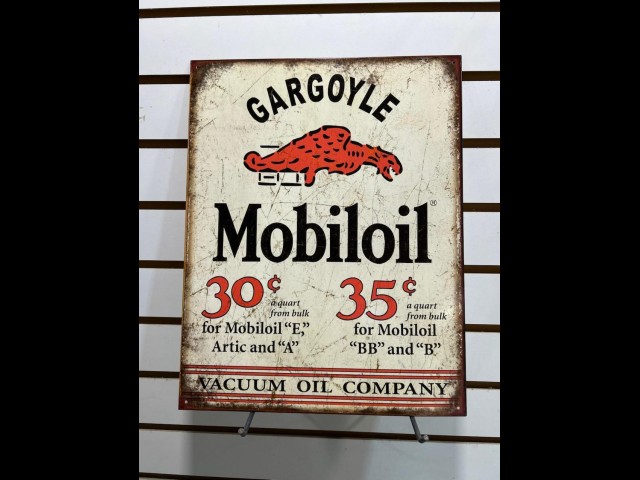 GARGOYLE
Mobiloil®
30¢ a quart from bulk
for Mobiloil "E,"
Artic and "A"
35¢ a quart from bulk
for Mobiloil
"BB" and "B"
VACUUM OIL COMPANY